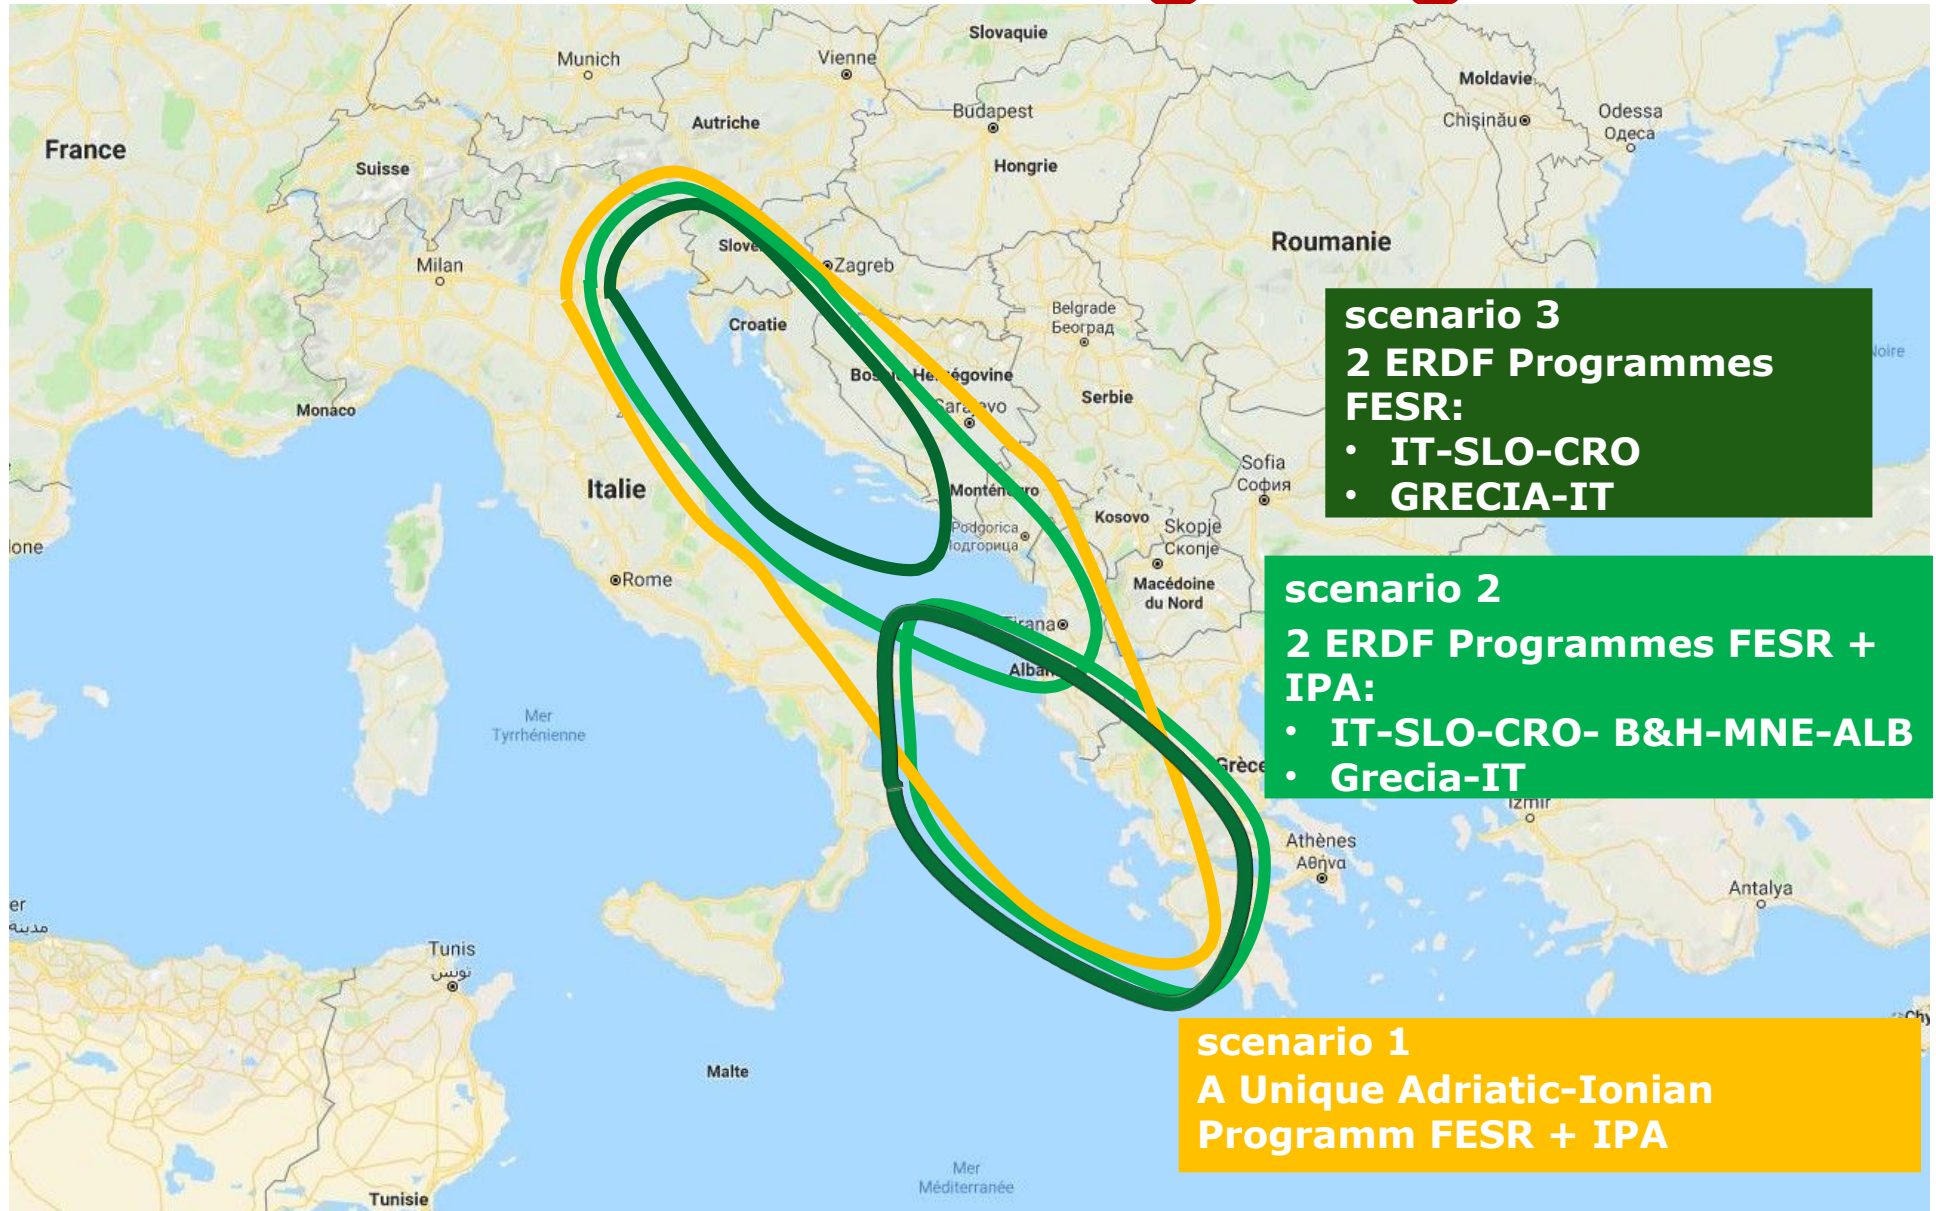 Slovaquie
Munich
Vienne
Moldavie
Budapest
Chişinău
Odessa
Одеса
Autriche
France
Suisse
Hongrie
Roumanie
Zagreb
Milan
Belgrade
Београд
Croatie
Monaco
Serbie
Sofia
София
Italie
Kosovo
Skopje
Скопје
Podgorica
Rome
Macédoine
du Nord
Mer
Tyrrhénienne
Athènes
Αθήνα
Antalya
Tunis
تونس
Malte
Mer
Méditerranée
Tunisie
scenario 3
2 ERDF Programmes
FESR:
• IT-SLO-CRO
• GRECIA-IT
scenario 2
2 ERDF Programmes FESR +
IPA:
• IT-SLO-CRO- B&H-MNE-ALB
• Grecia-IT
scenario 1
A Unique Adriatic-Ionian
Programm FESR + IPA